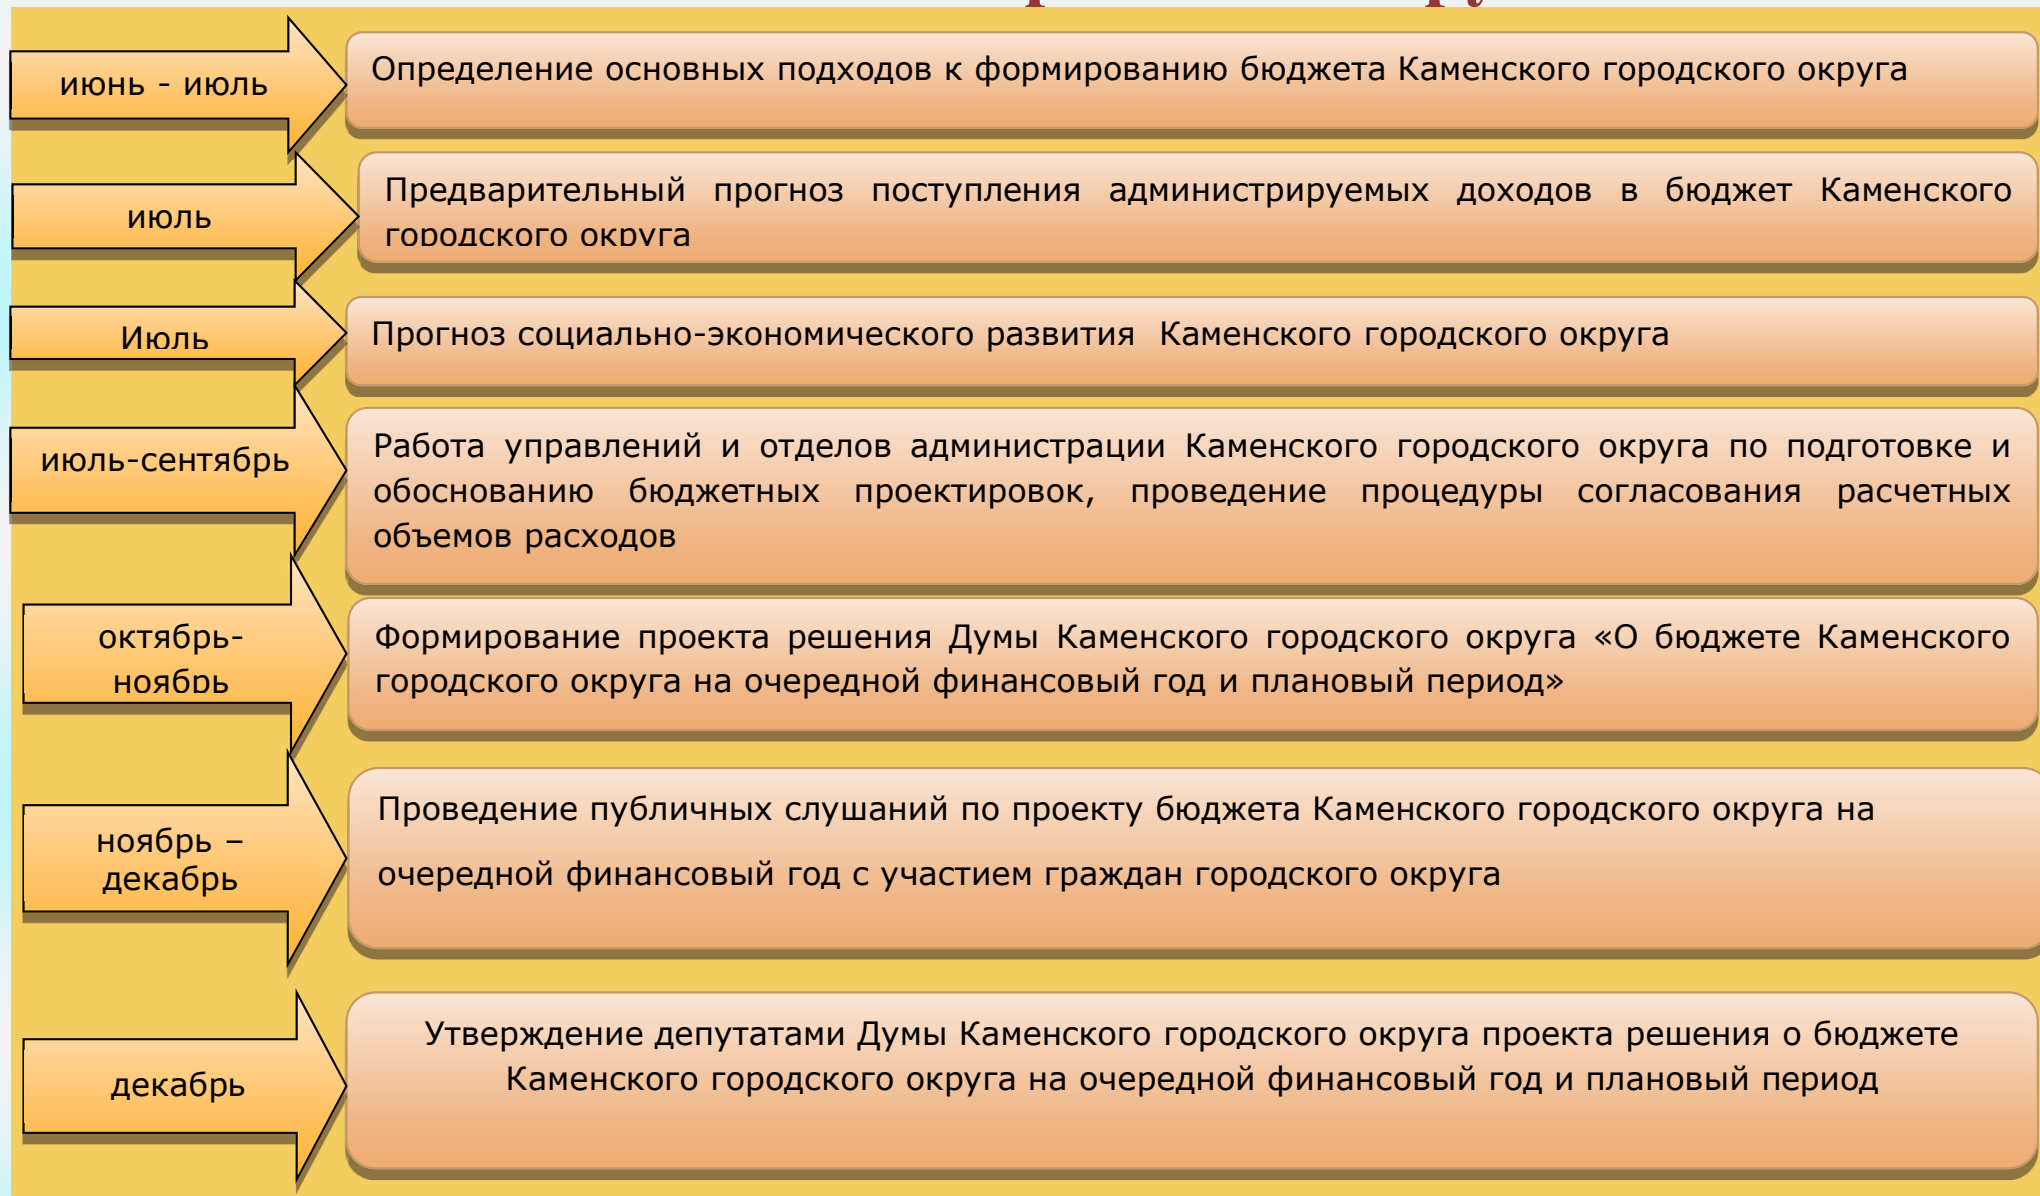 июнь - июль
Определение основных подходов к формированию бюджета Каменского городского округа
июль
Предварительный прогноз поступления администрируемых доходов в бюджет Каменского
городского округа
Июль
Прогноз социально-экономического развития Каменского городского округа
июль-сентябрь
Работа управлений и отделов администрации Каменского городского округа по подготовке и
обоснованию бюджетных проектировок, проведение процедуры согласования расчетных
объемов расходов
октябрь-
ноябрь
Формирование проекта решения Думы Каменского городского округа «О бюджете Каменского
городского округа на очередной финансовый год и плановый период»
ноябрь –
декабрь
Проведение публичных слушаний по проекту бюджета Каменского городского округа на
очередной финансовый год с участием граждан городского округа
декабрь
Утверждение депутатами Думы Каменского городского округа проекта решения о бюджете
Каменского городского округа на очередной финансовый год и плановый период